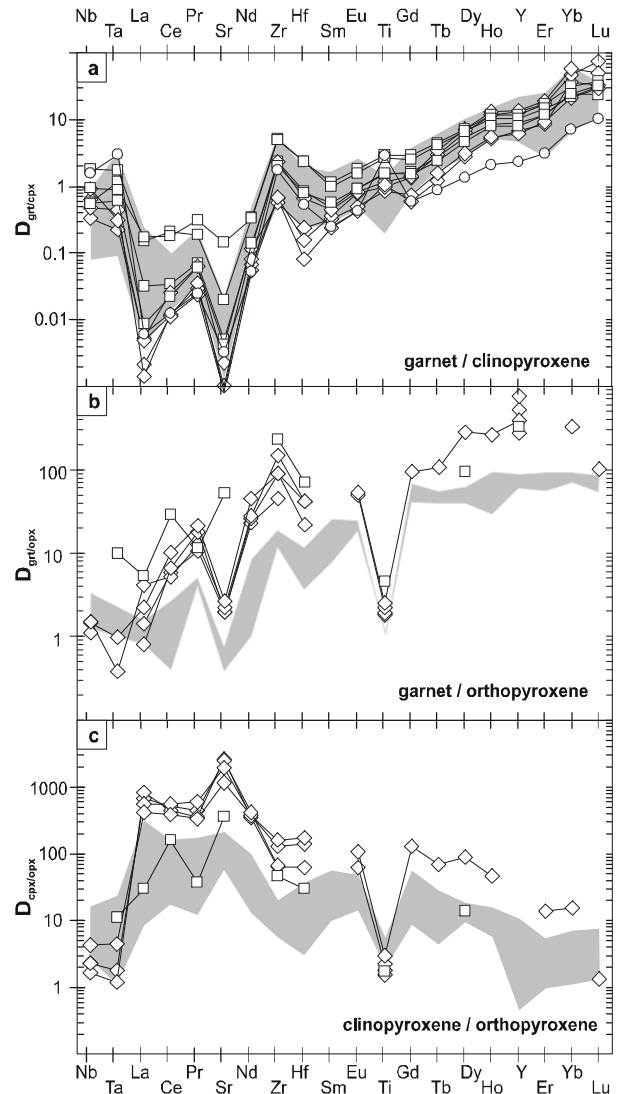 Nb La Pr Nd Hf Eu Gd Dy Y Yb
Ta Ce Sr Zr Sm Ti Tb Ho Er Lu
a
10
1
0.1
0.01
D grt/cpx
garnet / clinopyroxene
b
100
10
1
D grt/opx
garnet / orthopyroxene
c
1000
100
10
1
D cpx/opx
clinopyroxene / orthopyroxene
Nb La Pr Nd Hf Eu Gd Dy Y Yb
Ta Ce Sr Zr Sm Ti Tb Ho Er Lu